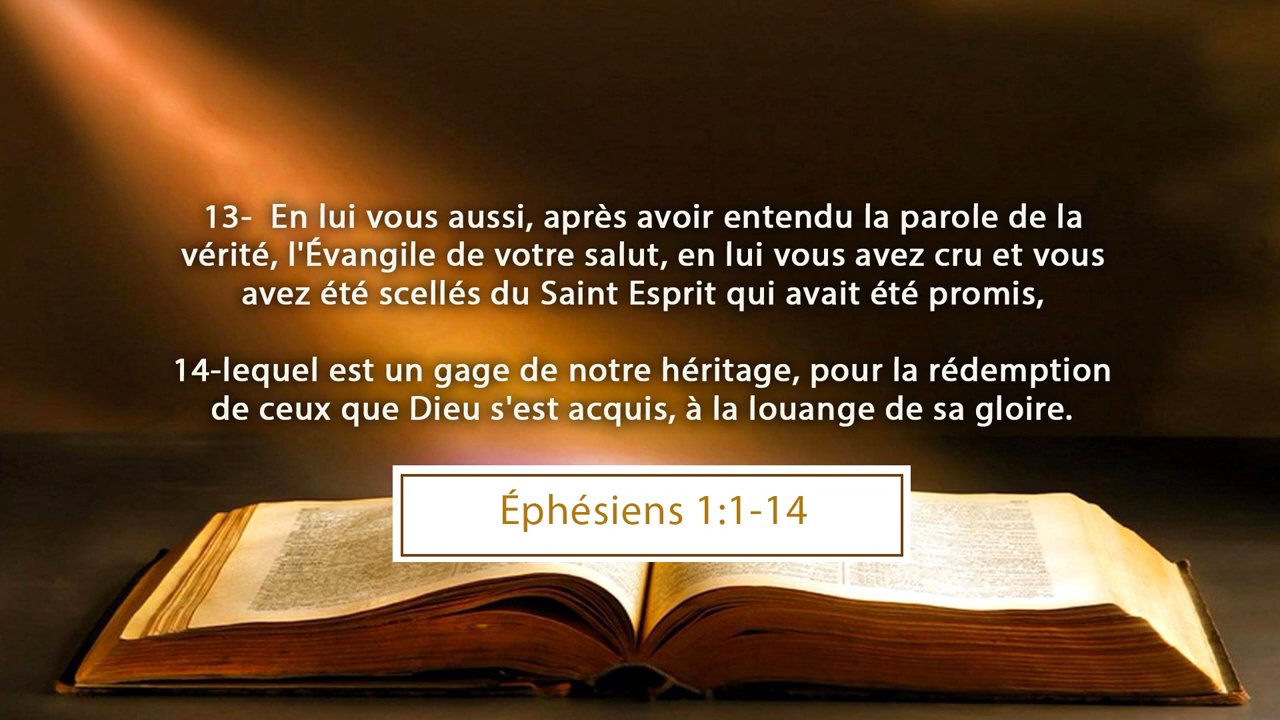 13-  En lui vous aussi, après avoir entendu la parole de la
vérité, l'Évangile de votre salut, en lui vous avez cru et vous
avez été scellés du Saint Esprit qui avait été promis,
14-lequel est un gage de notre héritage, pour la rédemption
de ceux que Dieu s'est acquis, à la louange de sa gloire.
Éphésiens 1:1-14